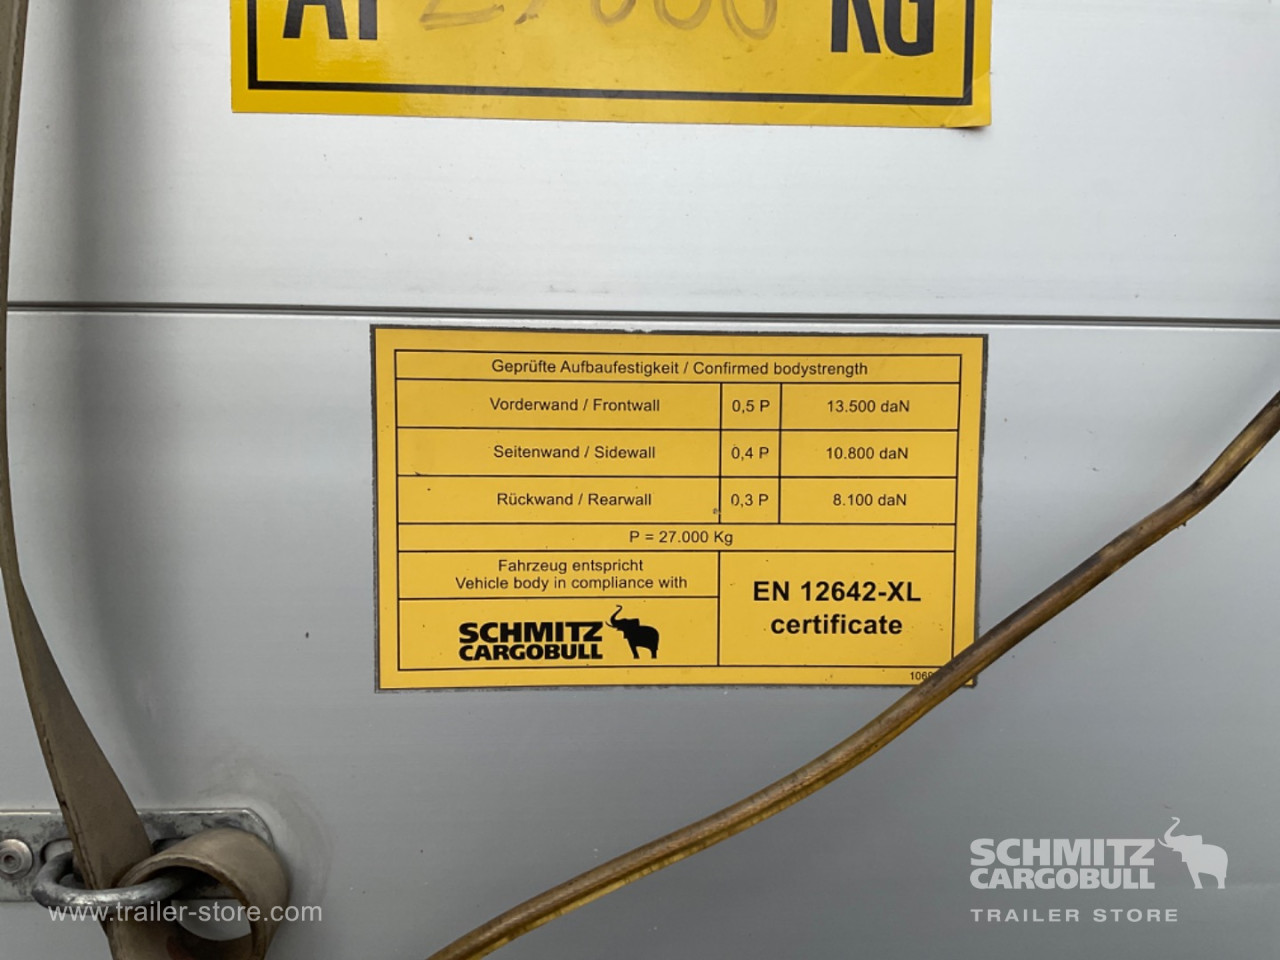 KG
Geprüfte Aufbaufestigkeit / Confirmed bodystrength
Vorderwand / Frontwall 0,5 P 13.500 daN
Seitenwand / Sidewall 0,4 P 10.800 daN
Rückwand / Rearwall 0,3 P 8.100 daN
P = 27.000 Kg
Fahrzeug entspricht
Vehicle body in compliance with
EN 12642-XL
certificate
SCHMITZ
CARGOBULL
SCHMITZ
CARGOBULL
TRAILER STORE
www.trailer-store.com